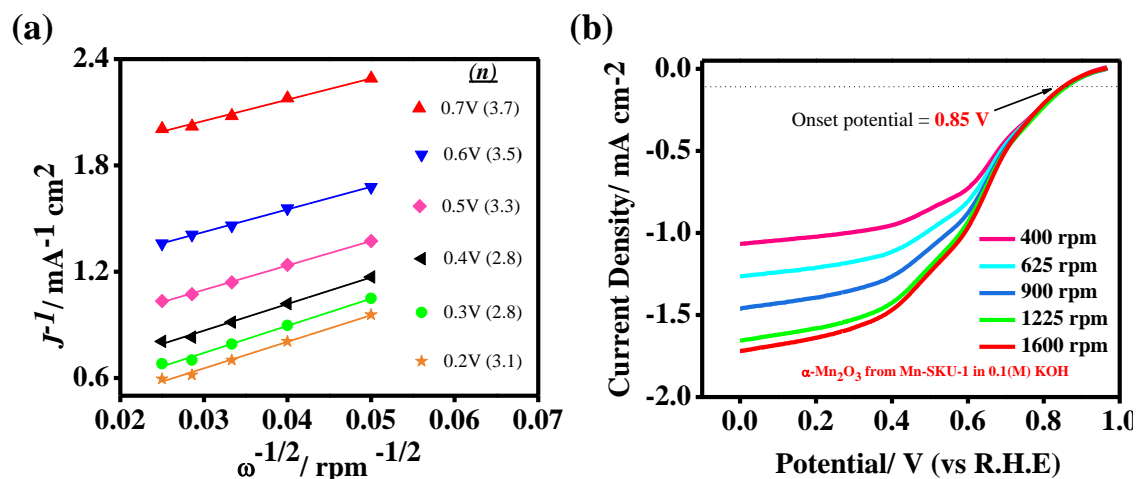 (a)
2.4
1.8
1.2
0.6
J⁻¹/ mA⁻¹ cm²
(n)
0.7V (3.7)
0.6V (3.5)
0.5V (3.3)
0.4V (2.8)
0.3V (2.8)
0.2V (3.1)
0.02 0.03 0.04 0.05 0.06 0.07
ω⁻¹/²/ rpm ⁻¹/²
(b)
0.0
-0.5
-1.0
-1.5
-2.0
Current Density/ mA cm-2
Onset potential = 0.85 V
400 rpm
625 rpm
900 rpm
1225 rpm
1600 rpm
α-Mn₂O₃ from Mn-SKU-1 in 0.1(M) KOH
0.0 0.2 0.4 0.6 0.8 1.0
Potential/ V (vs R.H.E)